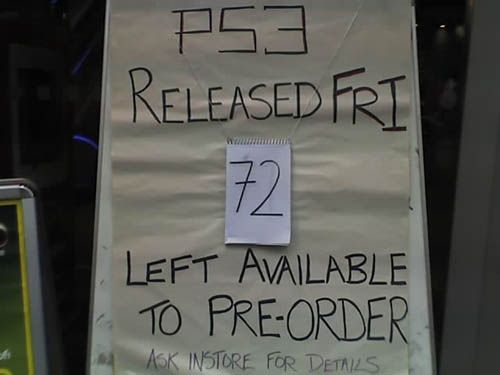 PS3
RELEASED FRI
72
LEFT AVAILABLE
TO PRE-ORDER
ASK INSTORE FOR DETAILS